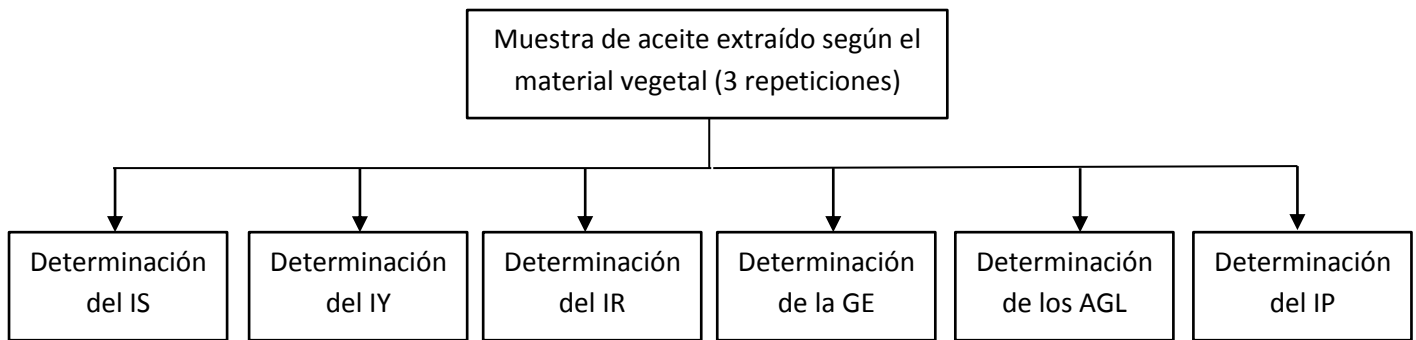 Muestra de aceite extraído según el
material vegetal (3 repeticiones)
Determinación
del IS
Determinación
del IY
Determinación
del IR
Determinación
de la GE
Determinación
de los AGL
Determinación
del IP